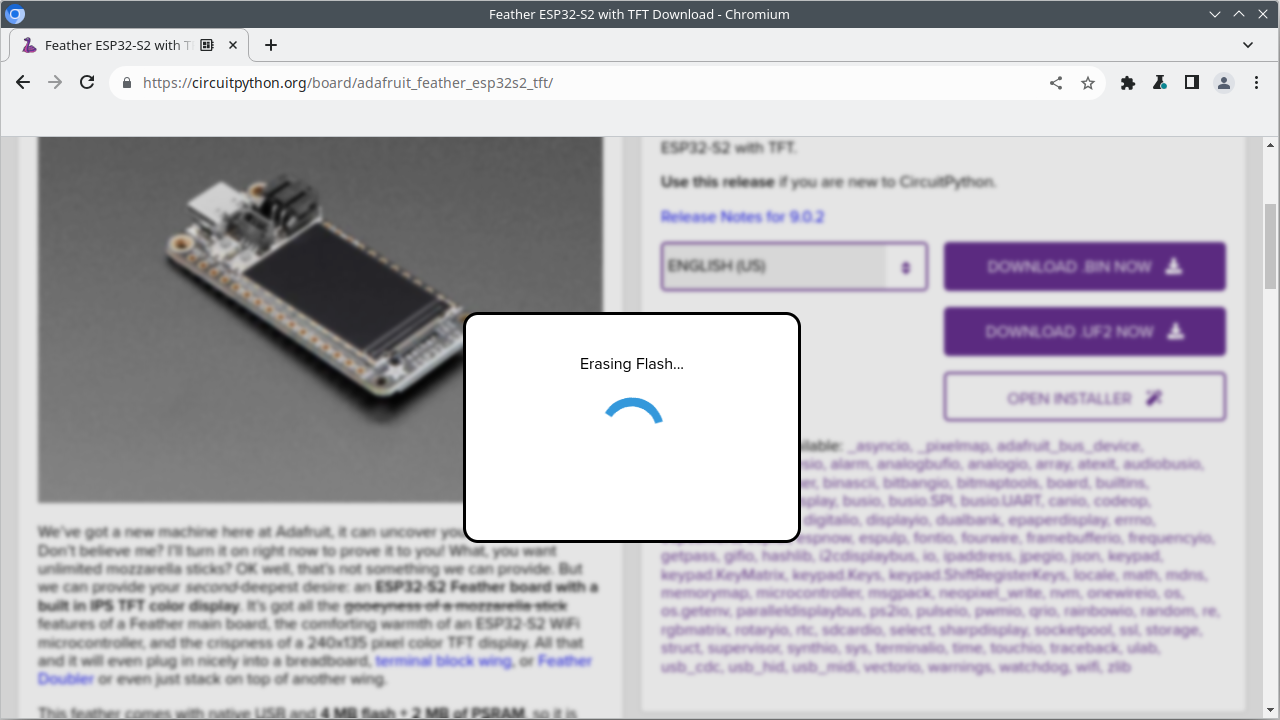 Feather ESP32-S2 with TFT Download - Chromium
Feather ESP32-S2 with T
https://circuitpython.org/board/adafruit_feather_esp32s2_tft/
ESP32-S2 with TFT.
Use this release if you are new to CircuitPython.
Release Notes for 9.0.2
ENGLISH (US)
DOWNLOAD .BIN NOW
DOWNLOAD .UF2 NOW
OPEN INSTALLER
Erasing Flash...
_asyncio, _pixelmap, adafruit_bus_device,
alarm, analogbufio, analogio, array, atexit, audiobusio,
binascii, bitbangio, bitmaptools, board, builtins,
busio, busio.SPI, busio.UART, canio, codeop,
digitalio, displayio, dualbank, epaperdisplay, errno,
espnow, espulp, fontio, fourwire, framebufferio, frequencyio,
getpass, gifio, hashlib, i2cdisplaybus, io, ipaddress, jpegio, json, keypad,
keypad.KeyMatrix, keypad.Keys, keypad.ShiftRegisterKeys, locale, math, mdns,
memorymap, microcontroller, msgpack, neopixel_write, nvm, onewireio, os,
os.getenv, paralleldisplaybus, ps2io, pulseio, pwmio, qrio, rainbowio, random, re,
rgbmatrix, rotaryio, rtc, sdcardio, select, sharpdisplay, socketpool, ssl, storage,
struct, supervisor, synthio, sys, terminalio, time, touchio, traceback, ulab,
usb_cdc, usb_hid, usb_midi, vectorio, warnings, watchdog, wifi, zlib
We've got a new machine here at Adafruit, it can uncover
Don't believe me? I'll turn it on right now to prove it to you! What, you want
unlimited mozzarella sticks? OK well, that's not something we can provide. But
we can provide your second-deepest desire: an ESP32-S2 Feather board with a
built in IPS TFT color display. It's got all the gooeyness of a mozzarella stick
features of a Feather main board, the comforting warmth of an ESP32-S2 WiFi
microcontroller, and the crispness of a 240x135 pixel color TFT display. All that
and it will even plug in nicely into a breadboard, terminal block wing, or Feather
Doubler or even just stack on top of another wing.
This feather comes with native USB and 4 MB flash + 2 MB of PSRAM, so it is